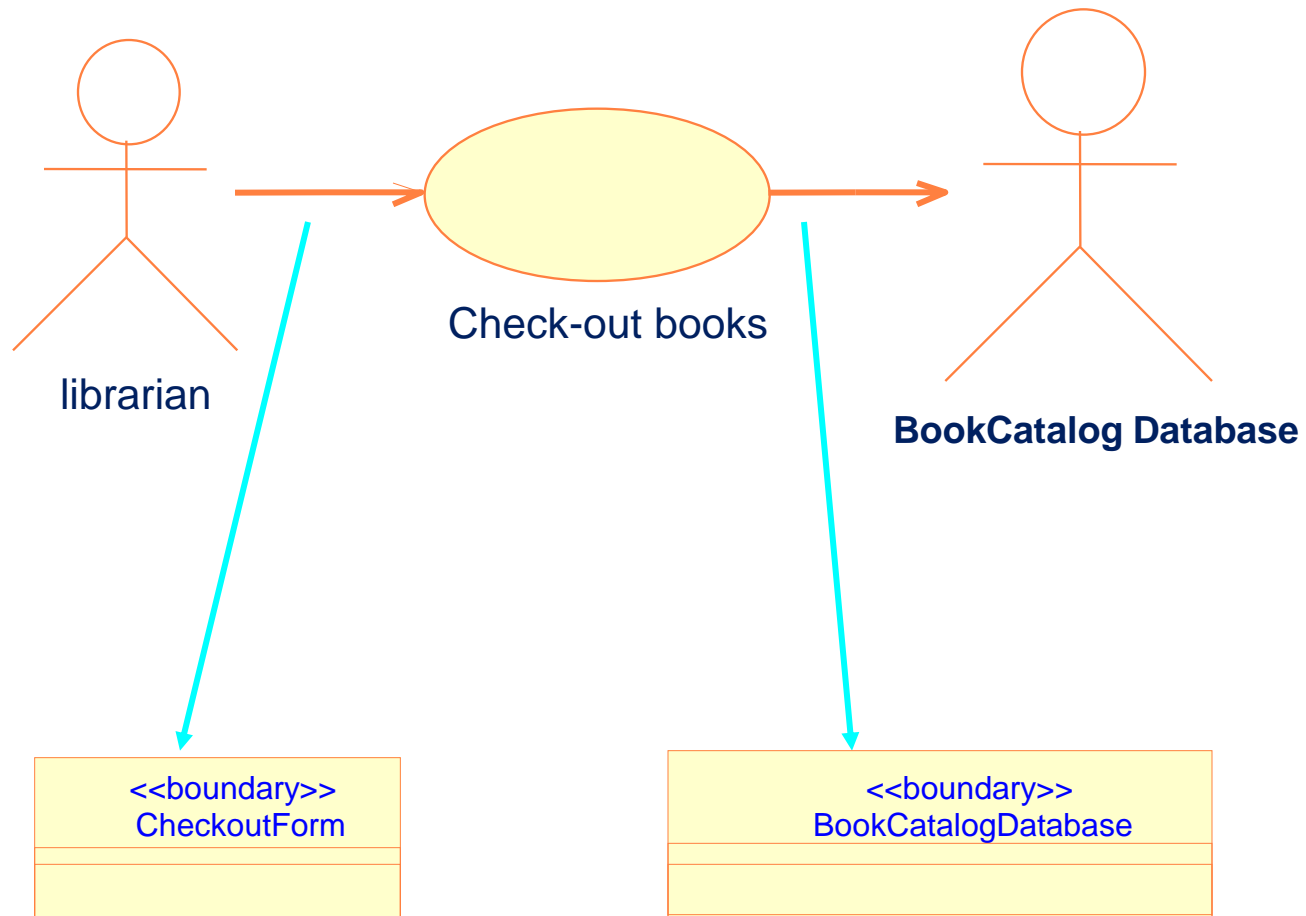 Check-out books
librarian
BookCatalog Database
<<boundary>>
CheckoutForm
<<boundary>>
BookCatalogDatabase